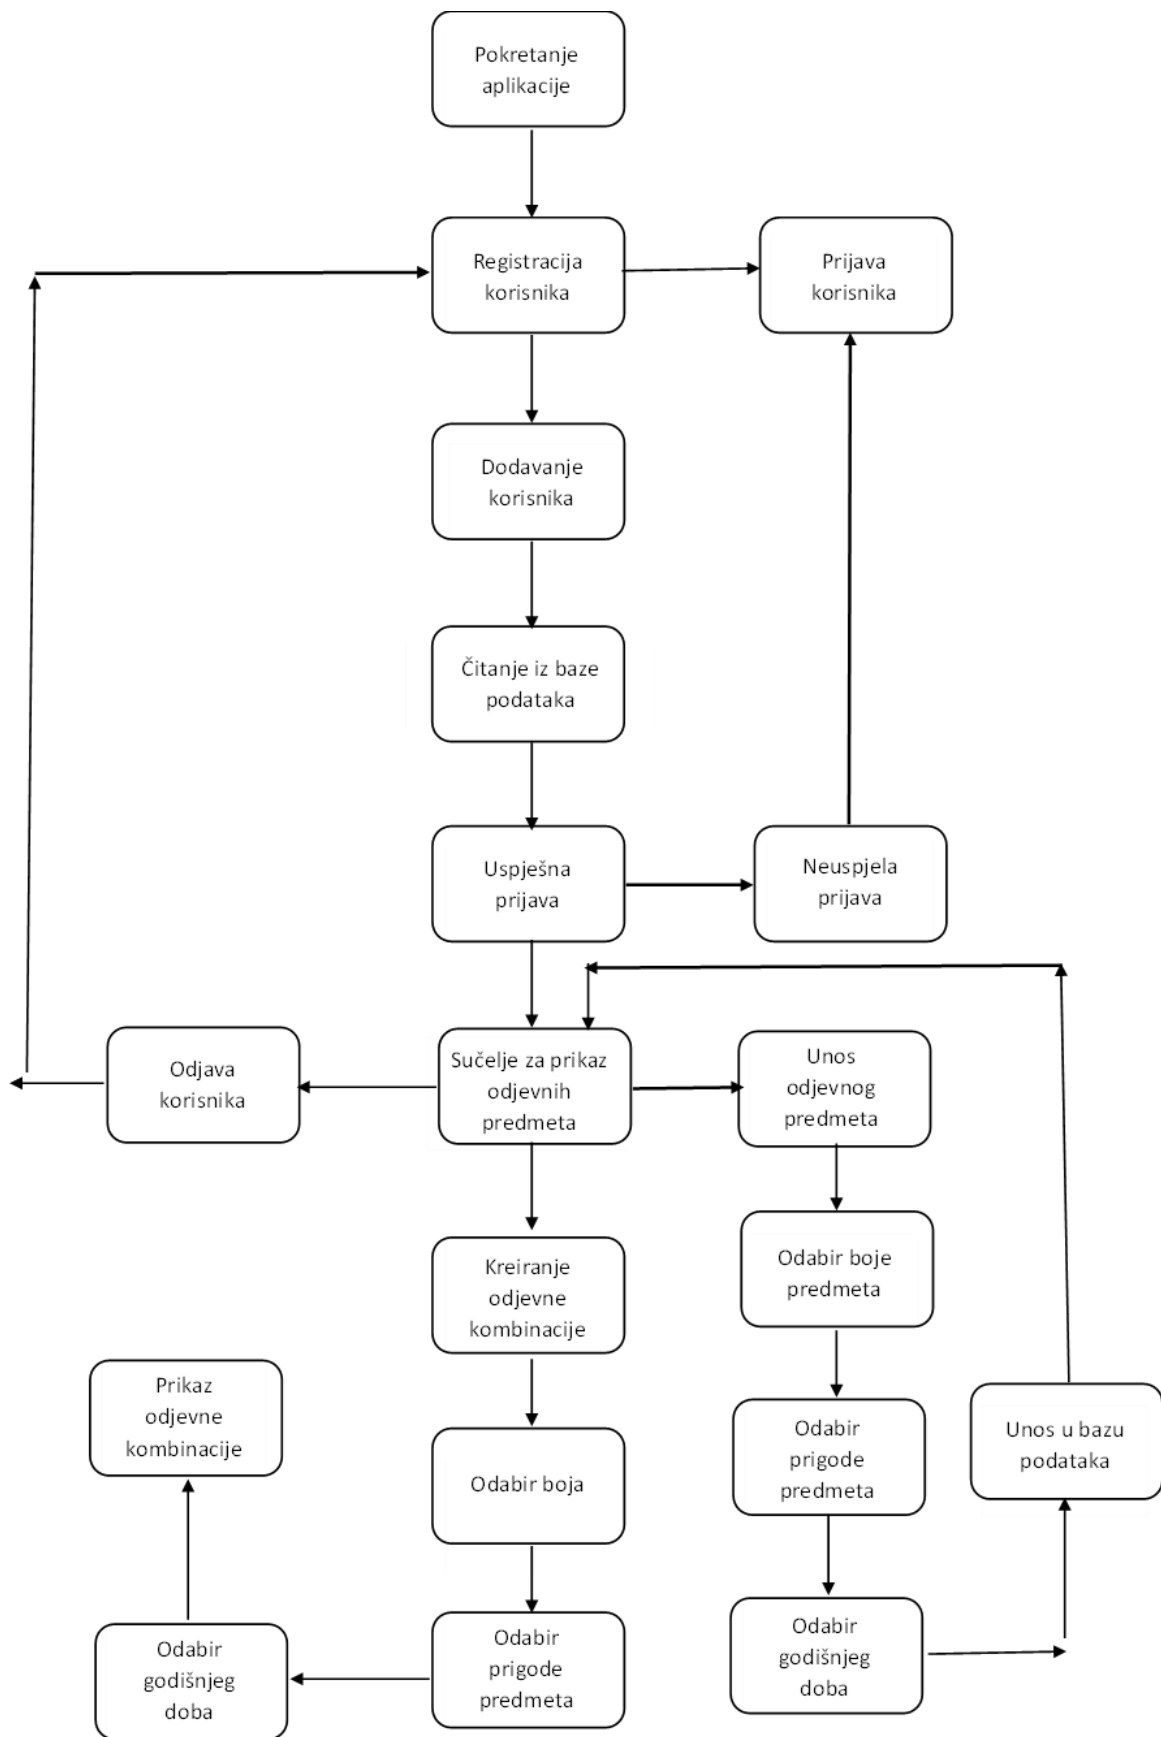 Pokretanje
aplikacije
Registracija
korisnika
Prijava
korisnika
Dodavanje
korisnika
Čitanje iz baze
podataka
Uspješna
prijava
Neuspjela
prijava
Odjava
korisnika
Sučelje za prikaz
odjevnih
predmeta
Unos
odjevnog
predmeta
Kreiranje
odjevne
kombinacije
Odabir boje
predmeta
Prikaz
odjevne
kombinacije
Odabir boja
Odabir
prigode
predmeta
Unos u bazu
podataka
Odabir
godišnjeg
doba
Odabir
prigode
predmeta
Odabir
godišnjeg
doba